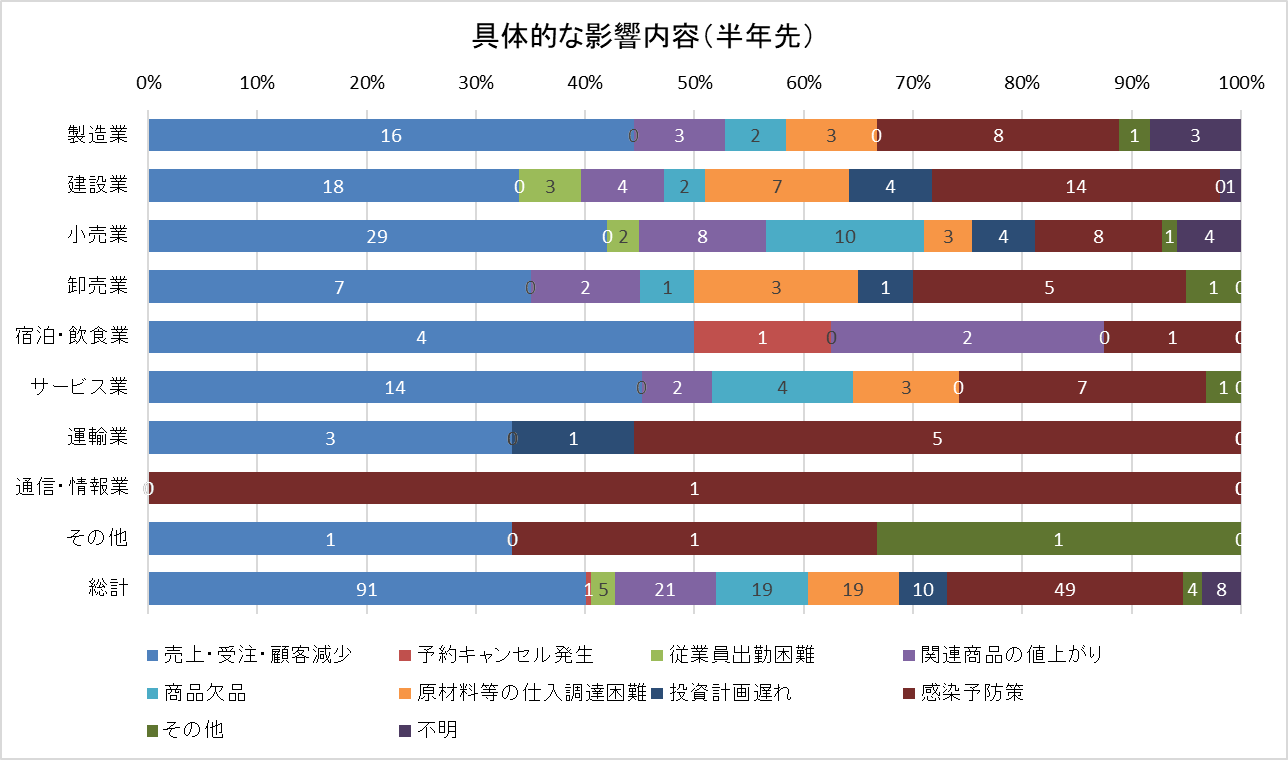 具体的な影響内容（半年先）
0% 10% 20% 30% 40% 50% 60% 70% 80% 90% 100%
製造業 16 0 3 2 3 0 8 1 3
建設業 18 0 3 4 2 7 4 14 0 1
小売業 29 0 2 8 10 3 4 8 1 4
卸売業 7 0 2 1 3 1 5 1 0
宿泊・飲食業 4 1 0 2 0 1 0
サービス業 14 0 2 4 3 0 7 1 0
運輸業 3 0 1 5 0
通信・情報業 0 1 0
その他 1 0 1 1 0
総計 91 1 5 21 19 19 10 49 4 8
売上・受注・顧客減少 予約キャンセル発生 従業員出勤困難 関連商品の値上がり
商品欠品 原材料等の仕入調達困難 投資計画遅れ 感染予防策
その他 不明